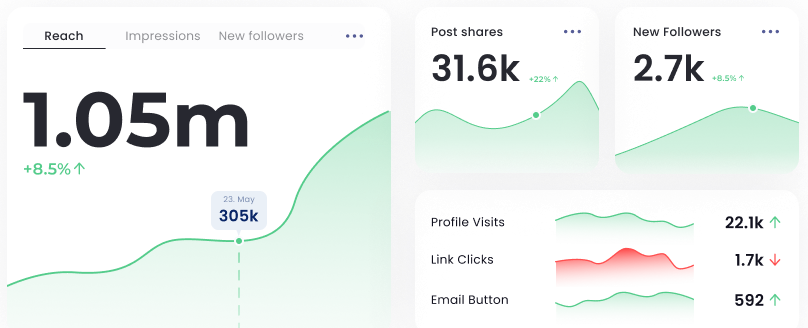 Reach Impressions New followers
1.05m
+8.5%↑
23. May
305k
Post shares
31.6k +22% ↑
New Followers
2.7k +8.5% ↑
Profile Visits 22.1k ↑
Link Clicks 1.7k ↓
Email Button 592 ↑